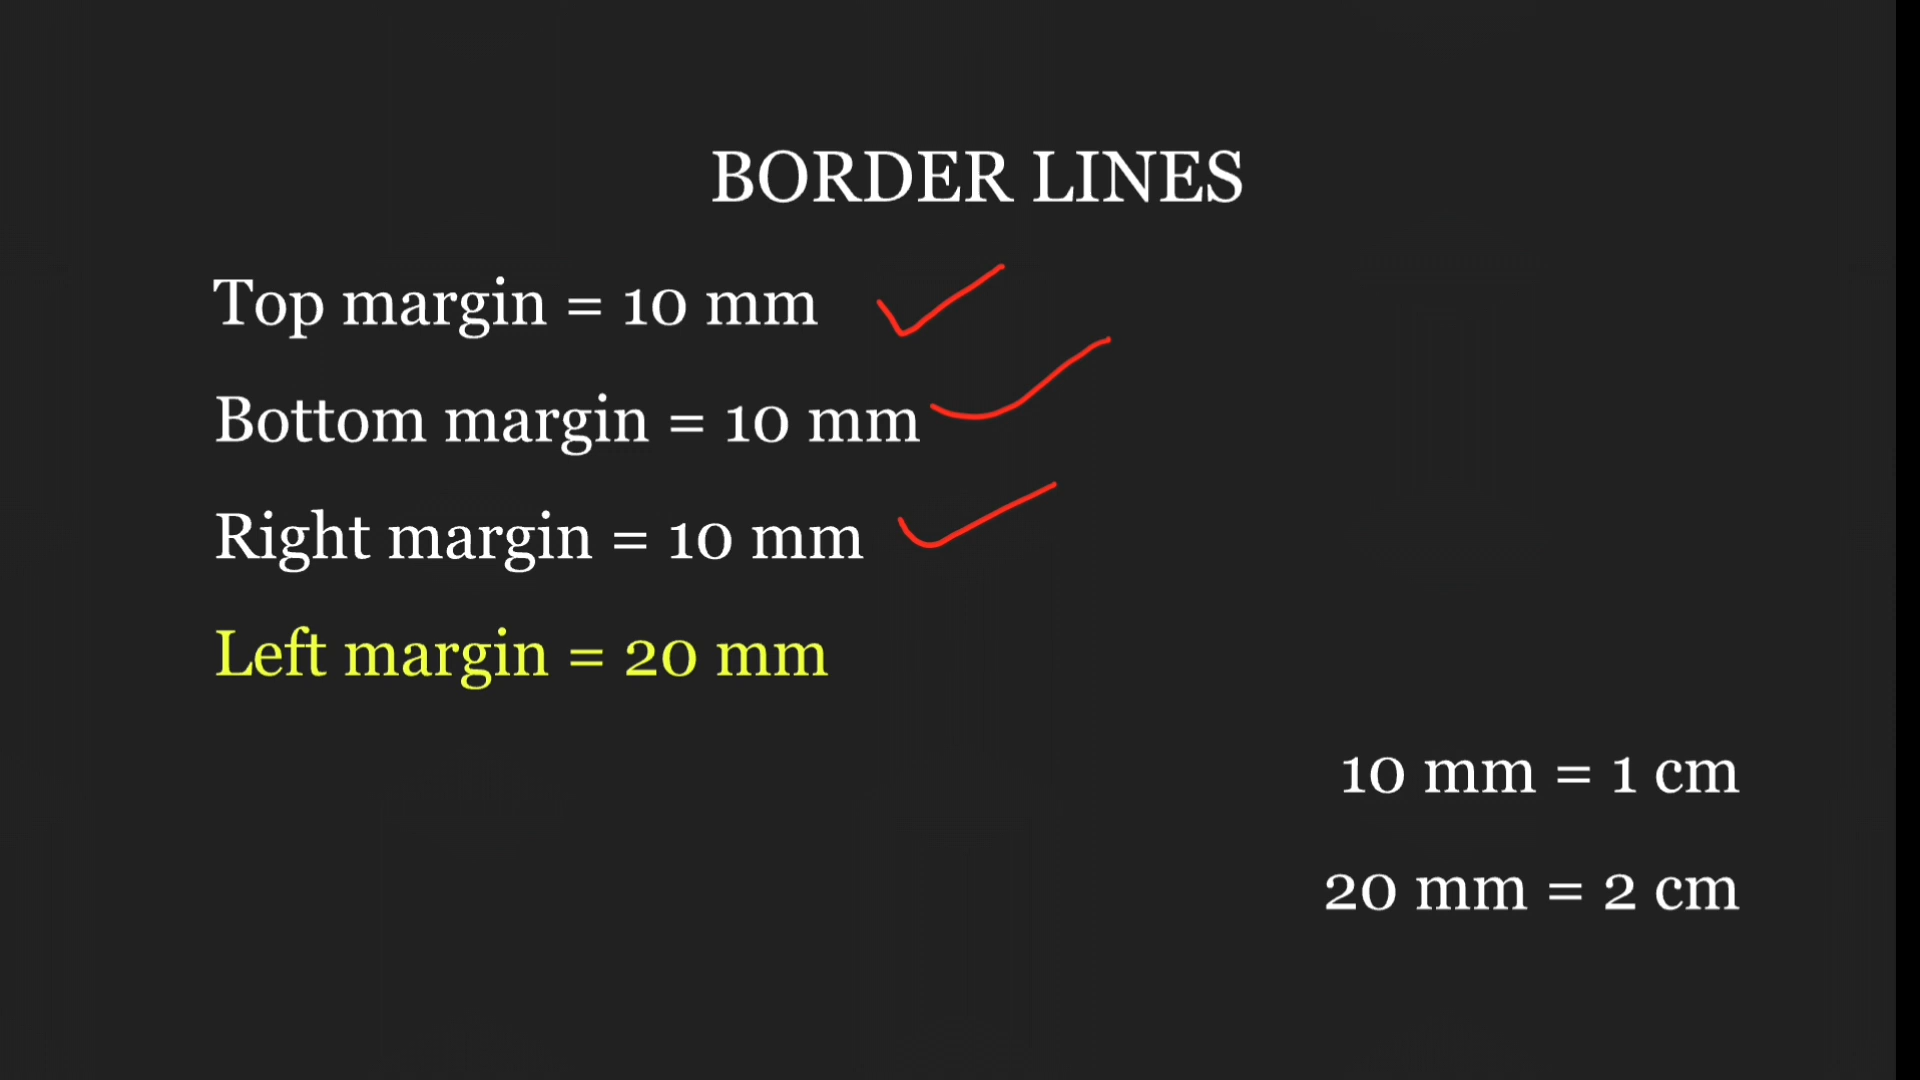 BORDER LINES
Top margin = 10 mm
Bottom margin = 10 mm
Right margin = 10 mm
Left margin = 20 mm
10 mm = 1 cm
20 mm = 2 cm